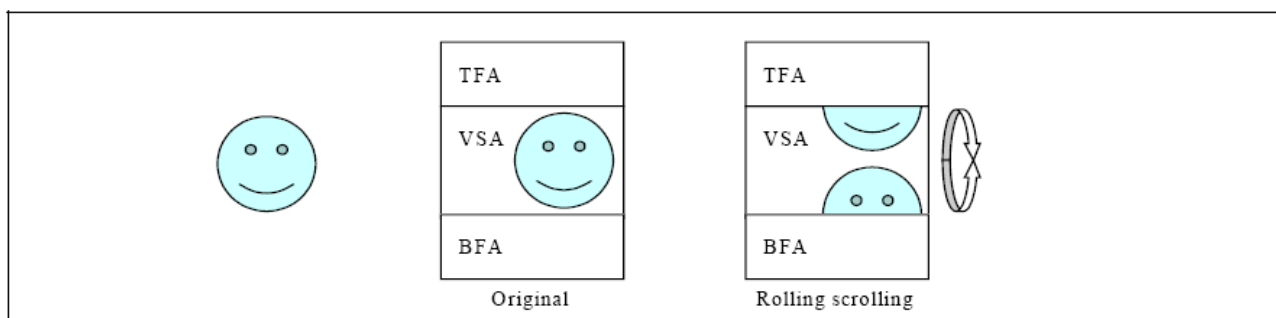 TFA TFA
VSA VSA
BFA BFA
Original Rolling scrolling